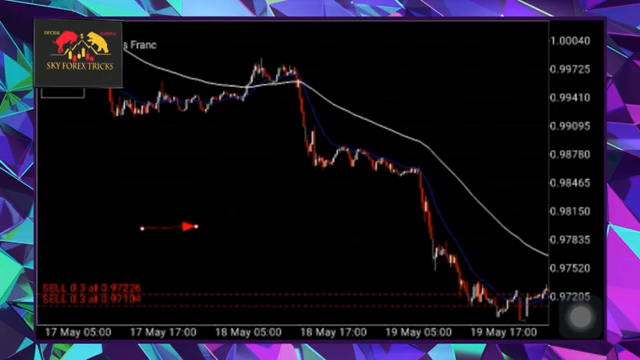 SKY FOREX TRICKS
s Franc
1.00040
0.99725
0.99410
0.99095
0.98780
0.98465
0.98150
0.97835
0.97520
0.97205
SELL 0.3 at 0.97226
SELL 0.3 at 0.97104
17 May 05:00 17 May 17:00 18 May 05:00 18 May 17:00 19 May 05:00 19 May 17:00